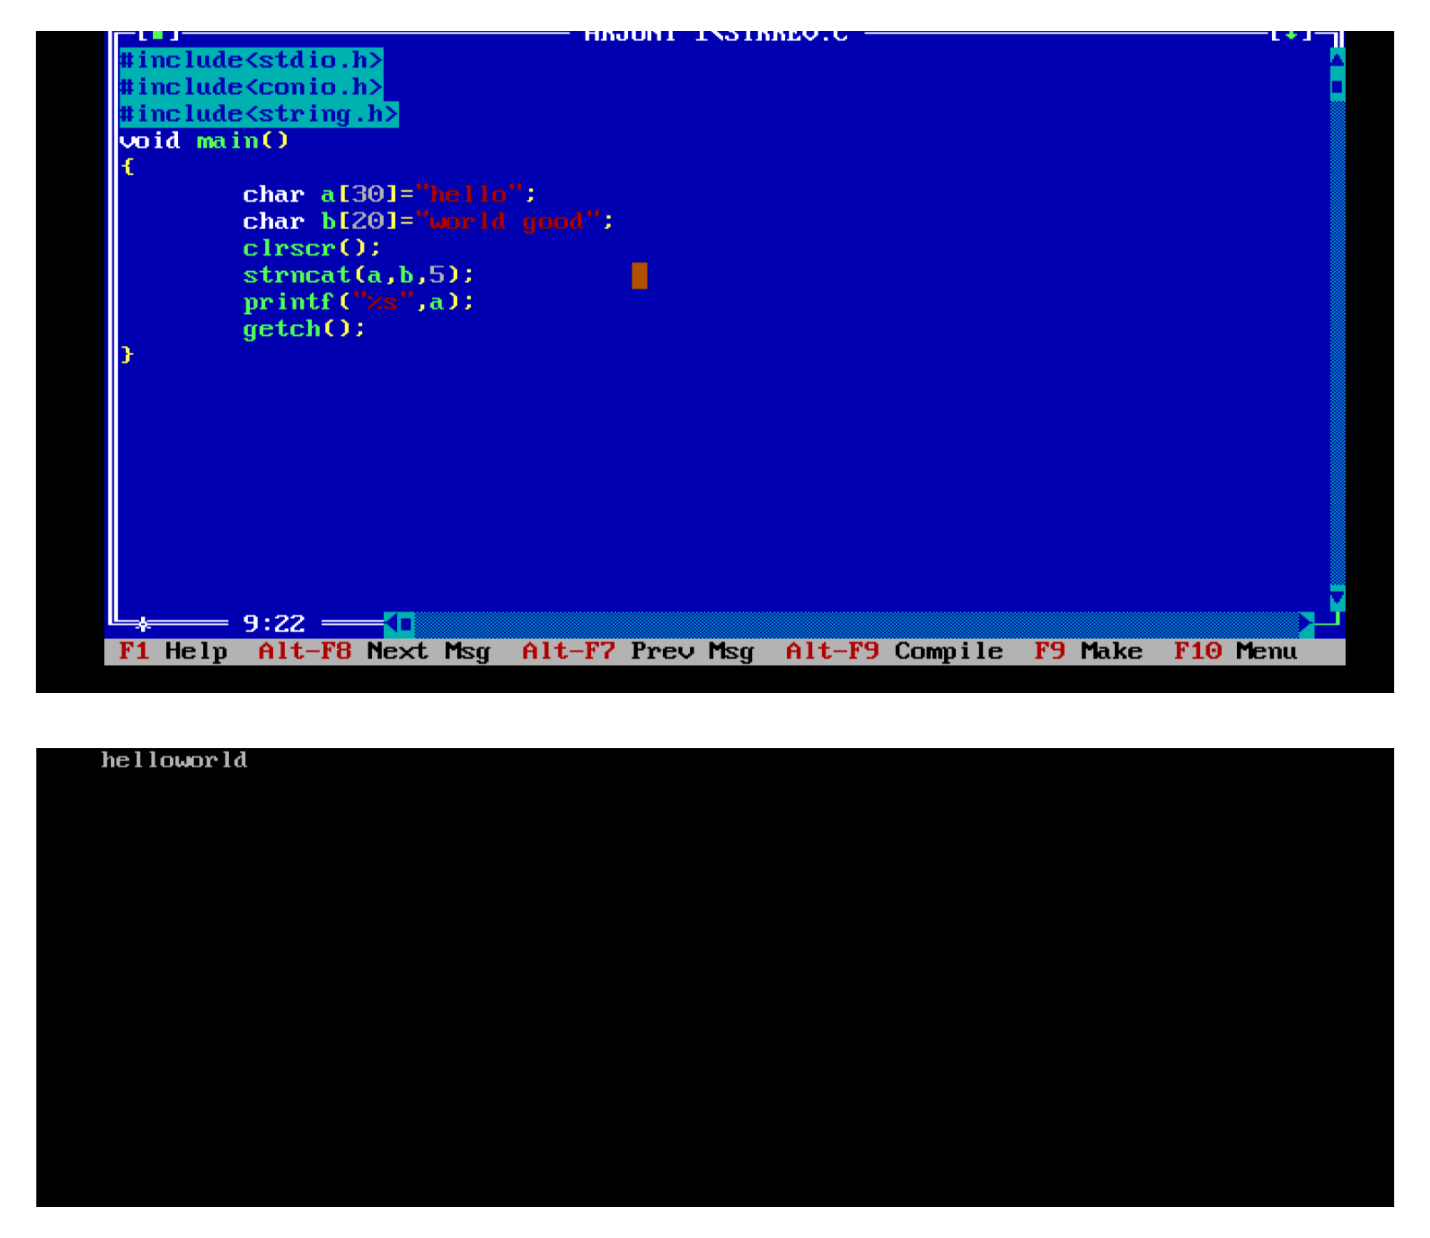 #include<stdio.h>
#include<conio.h>
#include<string.h>
void main()
{
char a[30]="hello";
char b[20]="world good";
clrscr();
strncat(a,b,5);
printf("%s",a);
getch();
}
9:22
F1 Help Alt-F8 Next Msg Alt-F7 Prev Msg Alt-F9 Compile F9 Make F10 Menu
helloworld